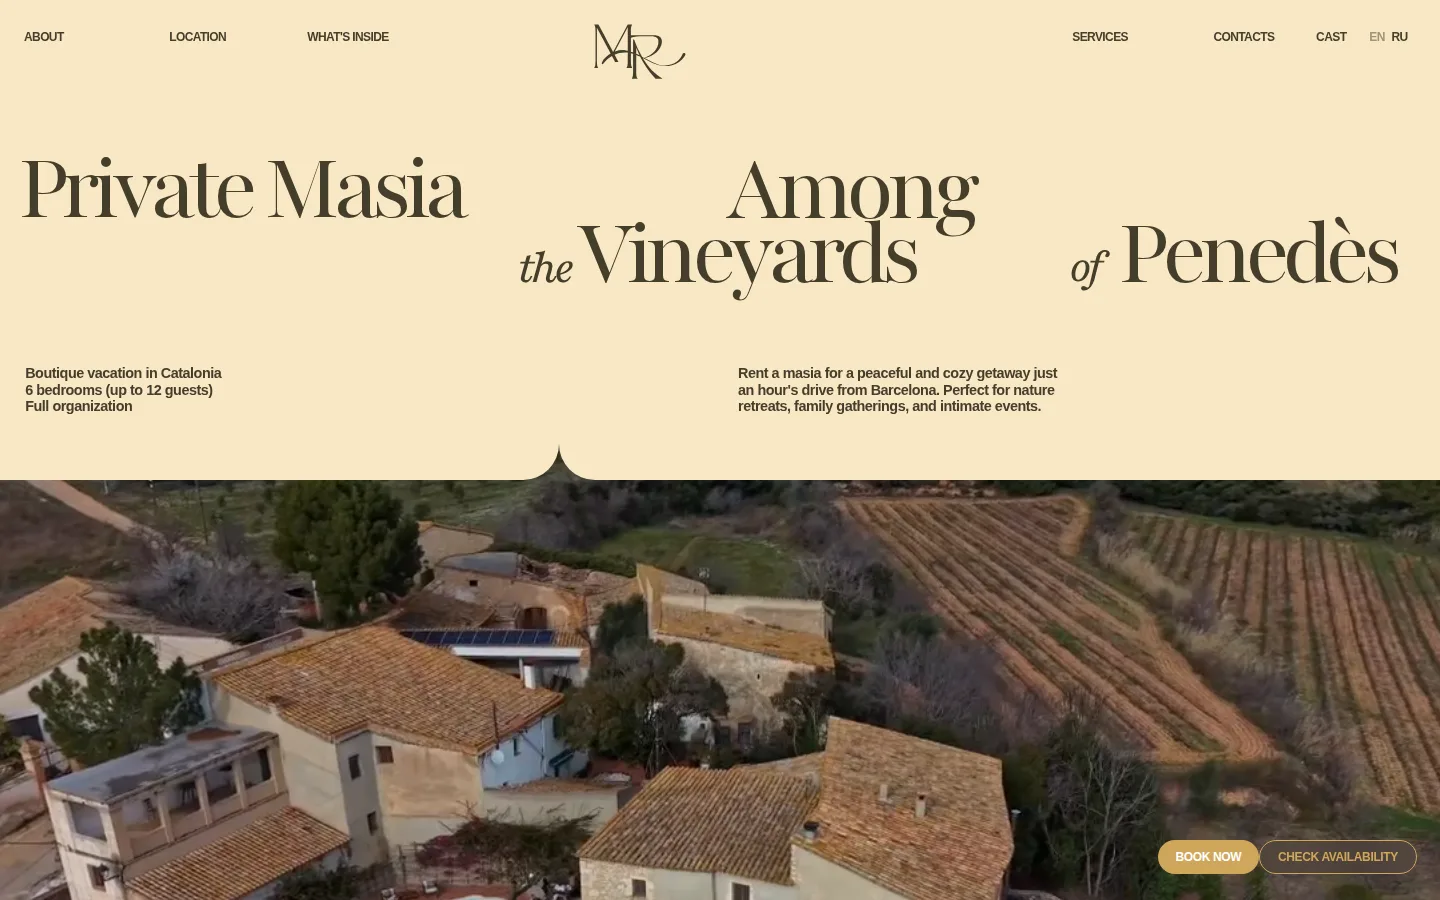 ABOUT
LOCATION
WHAT'S INSIDE
MR
SERVICES
CONTACTS
CAST
EN RU
Private Masia Among
the Vineyards of Penedès
Boutique vacation in Catalonia
6 bedrooms (up to 12 guests)
Full organization
Rent a masia for a peaceful and cozy getaway just
an hour's drive from Barcelona. Perfect for nature
retreats, family gatherings, and intimate events.
BOOK NOW
CHECK AVAILABILITY